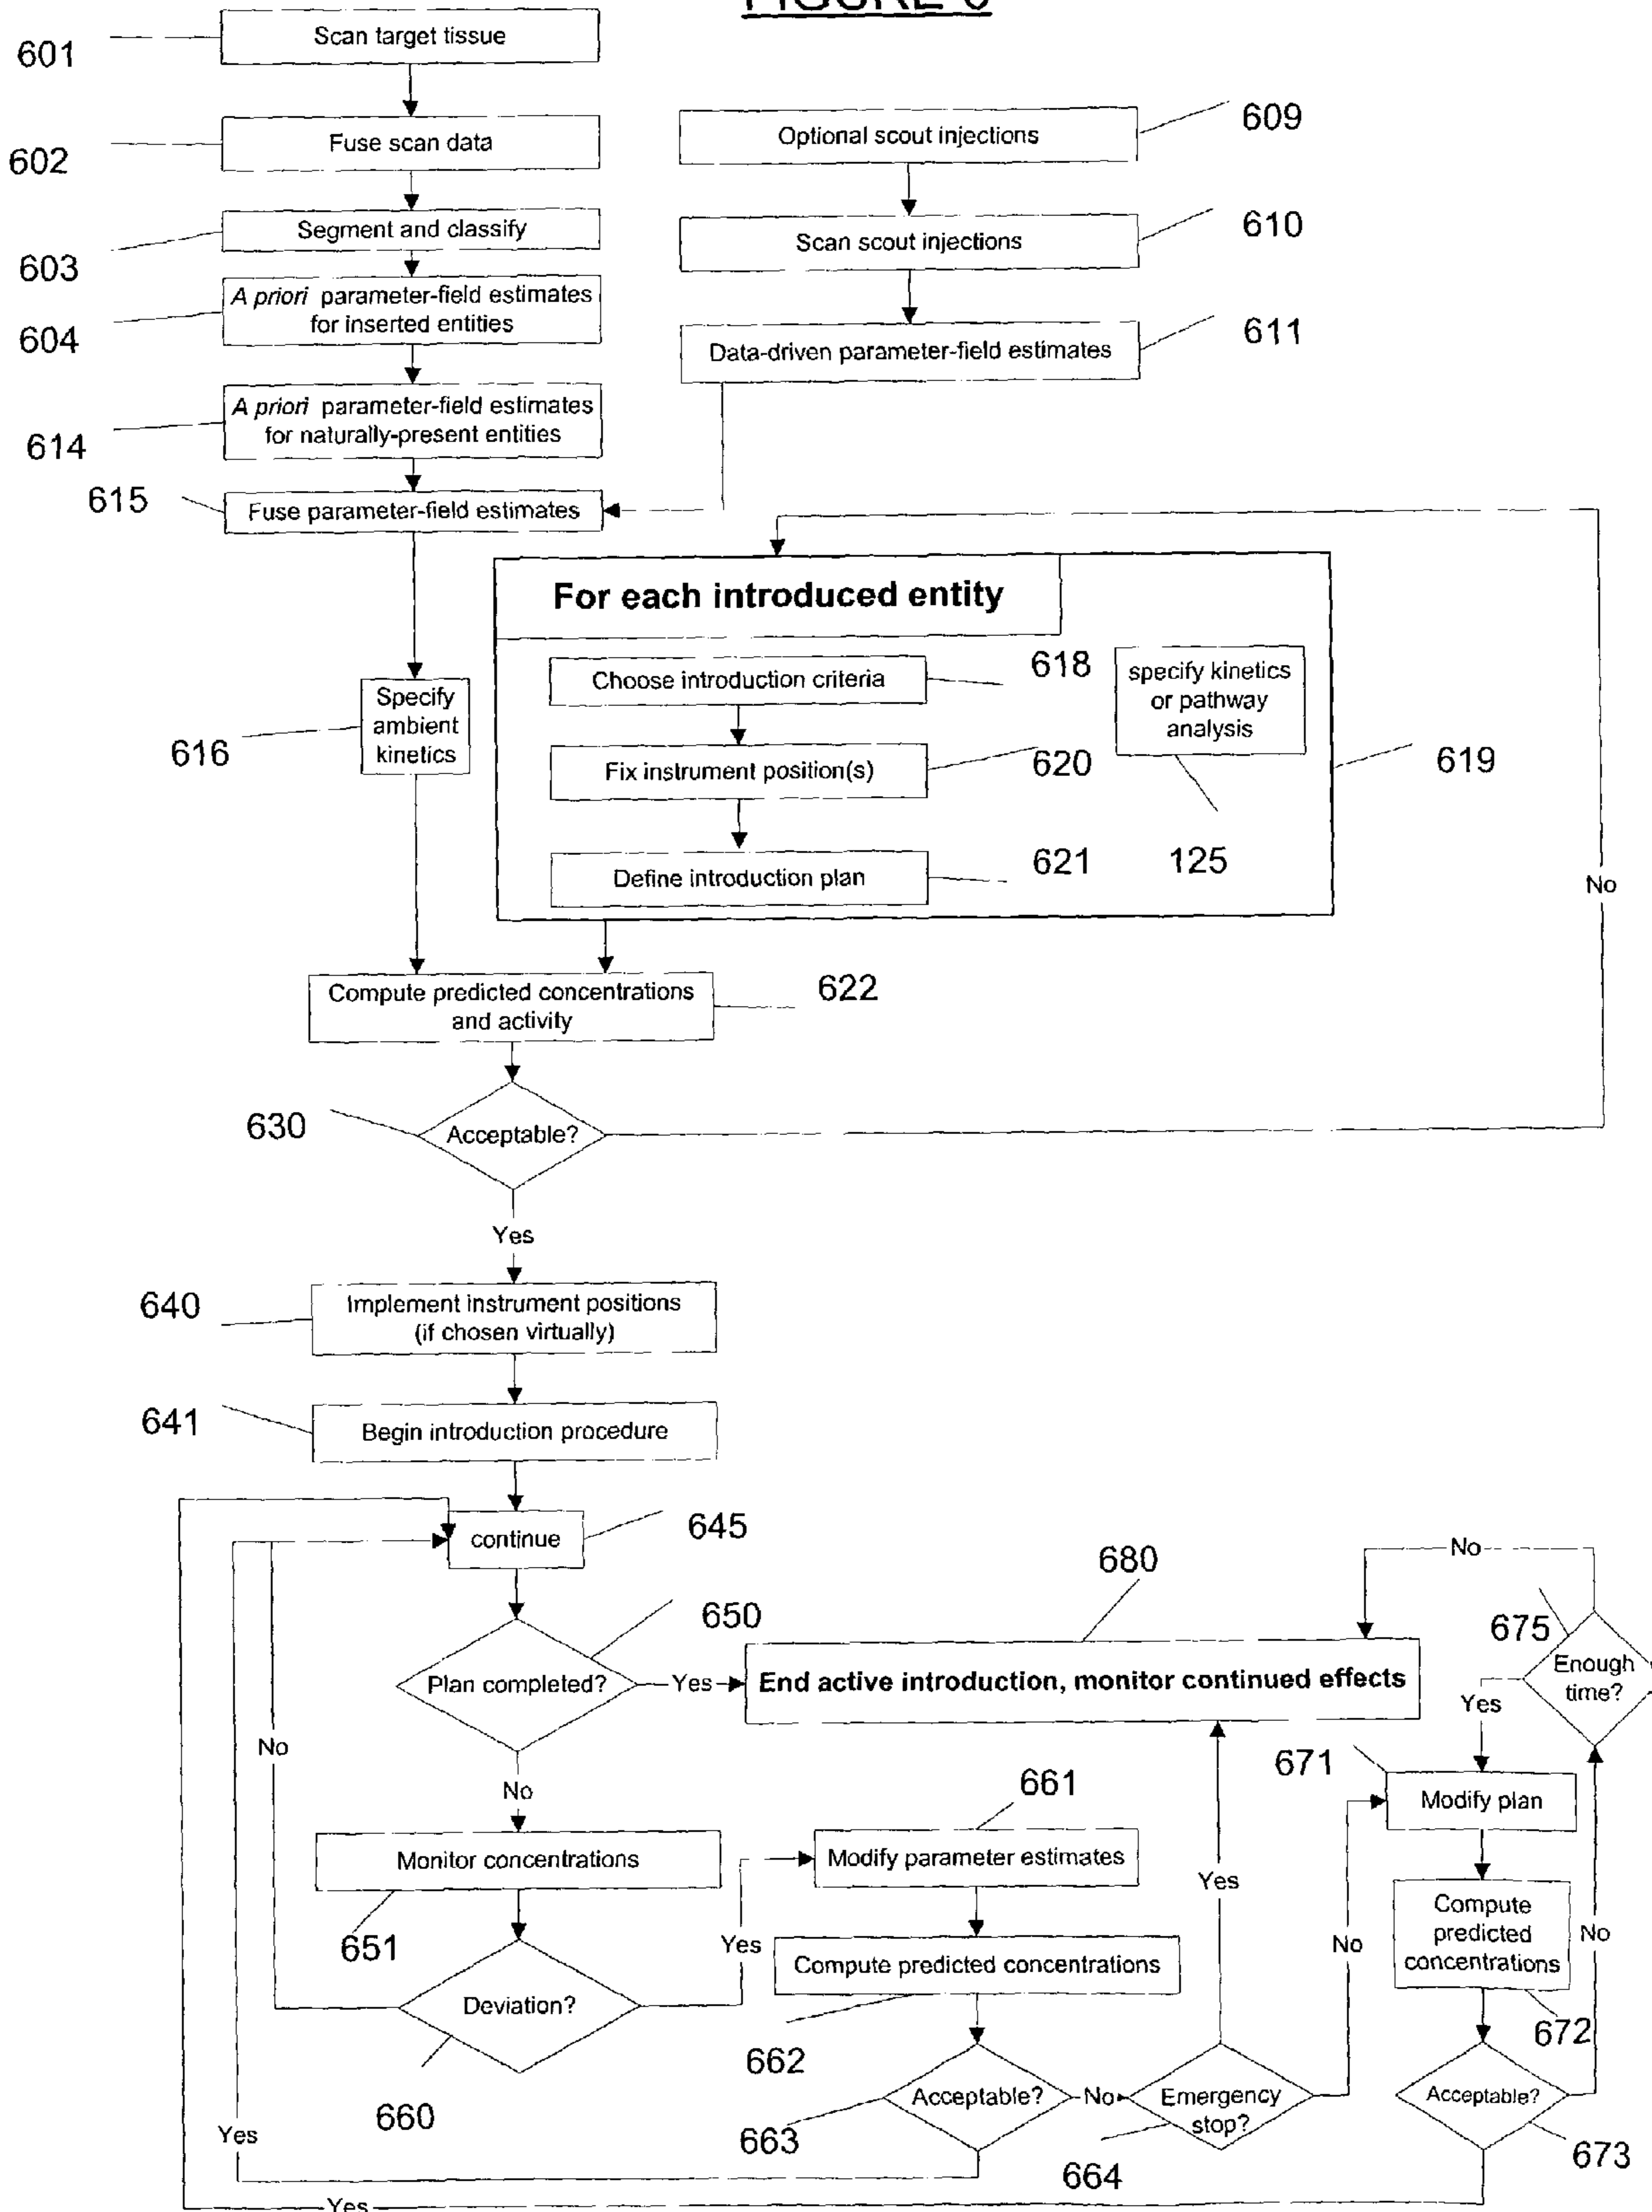 FIGURE 6
601
Scan target tissue
602
Fuse scan data
603
Segment and classify
604
A priori parameter-field estimates
for inserted entities
614
A priori parameter-field estimates
for naturally-present entities
615
Fuse parameter-field estimates
Optional scout injections
609
Scan scout injections
610
Data-driven parameter-field estimates
611
616
Specify
ambient
kinetics
For each introduced entity
Choose introduction criteria
618
Fix instrument position(s)
620
Define introduction plan
621
specify kinetics
or pathway
analysis
125
619
No
Compute predicted concentrations
and activity
622
630
Acceptable?
Yes
640
Implement instrument positions
(if chosen virtually)
641
Begin introduction procedure
continue
645
650
Plan completed?
Yes
680
End active introduction, monitor continued effects
No
675
Enough
time?
Yes
No
No
Monitor concentrations
651
Deviation?
660
Yes
661
Modify parameter estimates
Compute predicted concentrations
662
Acceptable?
663
No
Emergency
stop?
664
Yes
No
671
Modify plan
Compute
predicted
concentrations
672
No
Acceptable?
673
Yes
Yes